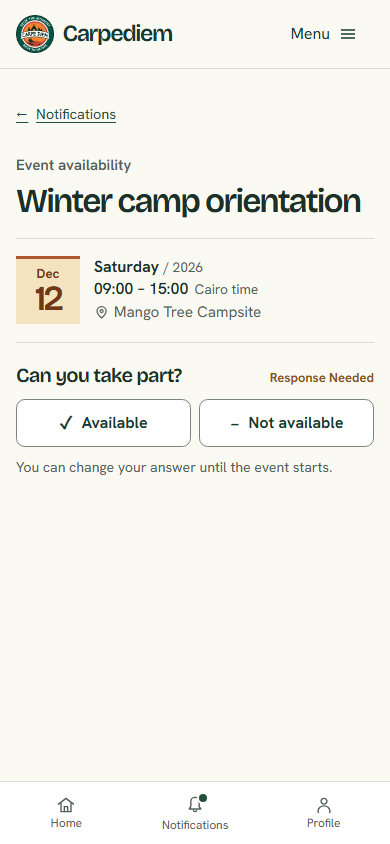 CARPE DIEM
Carpediem
Menu
← Notifications
Event availability
Winter camp orientation
Dec
12
Saturday / 2026
09:00 – 15:00 Cairo time
Mango Tree Campsite
Can you take part?
Response Needed
✓ Available
– Not available
You can change your answer until the event starts.
Home
Notifications
Profile